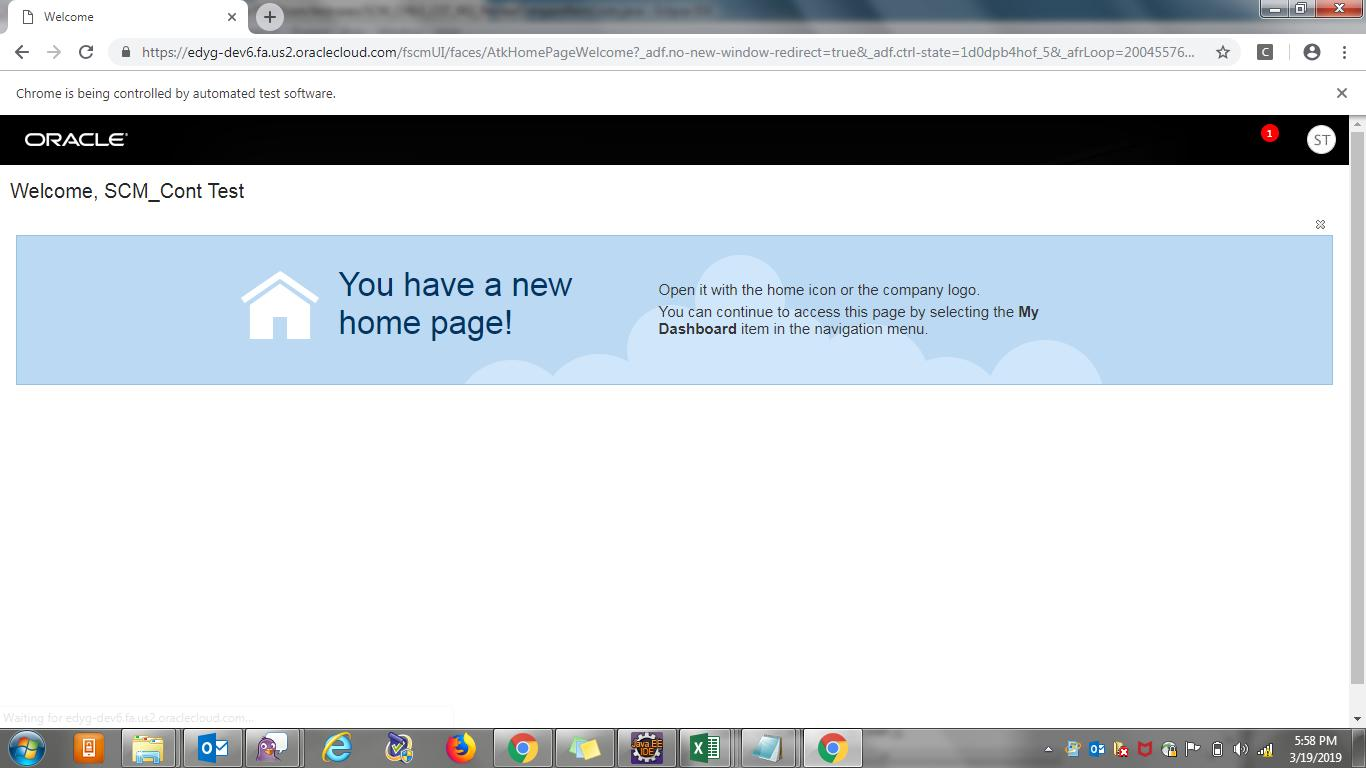 Welcome
https://edyg-dev6.fa.us2.oraclecloud.com/fscmUI/faces/AtkHomePageWelcome?_adf.no-new-window-redirect=true&_adf.ctrl-state=1d0dpb4hof_5&_afrLoop=20045576...
C
Chrome is being controlled by automated test software.
ORACLE
1
ST
Welcome, SCM_Cont Test
You have a new
home page!
Open it with the home icon or the company logo.
You can continue to access this page by selecting the My
Dashboard item in the navigation menu.
Waiting for edyg-dev6.fa.us2.oraclecloud.com...
Java EE
IDE
5:58 PM
3/19/2019